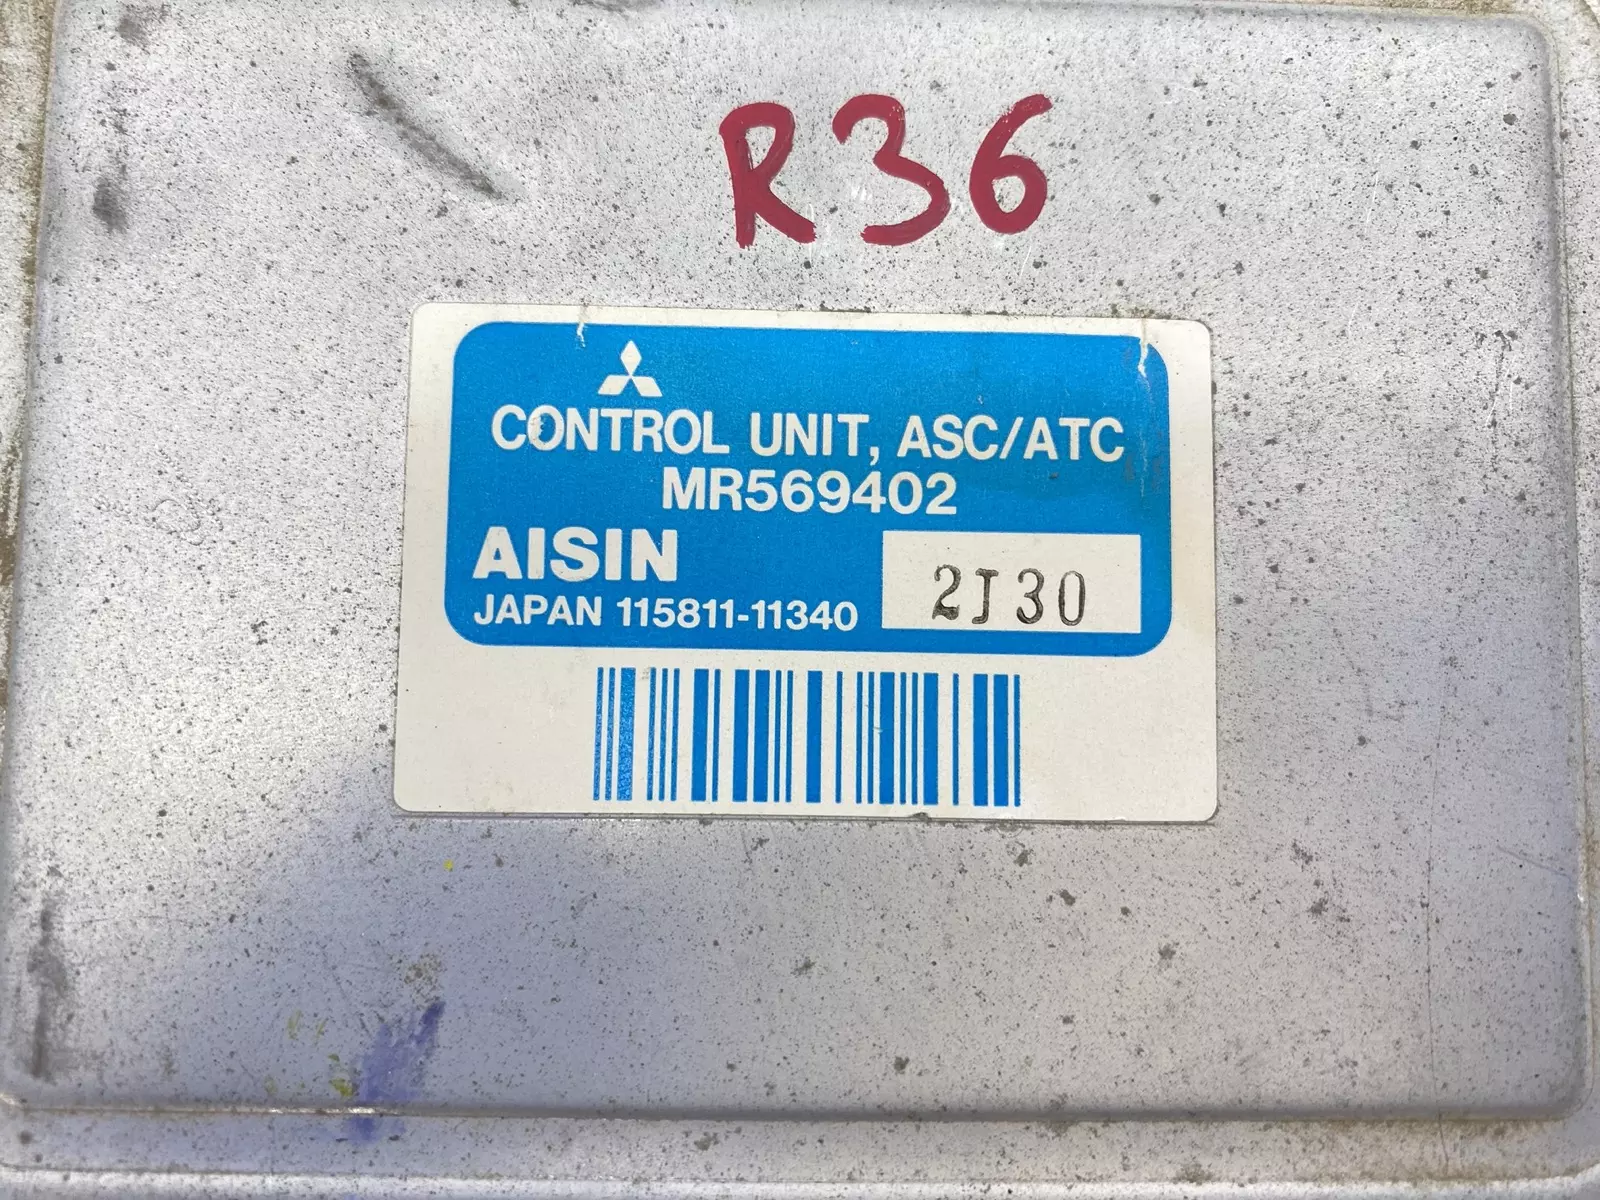 R36
CONTROL UNIT, ASC/ATC
MR569402
AISIN
JAPAN 115811-11340
2J30